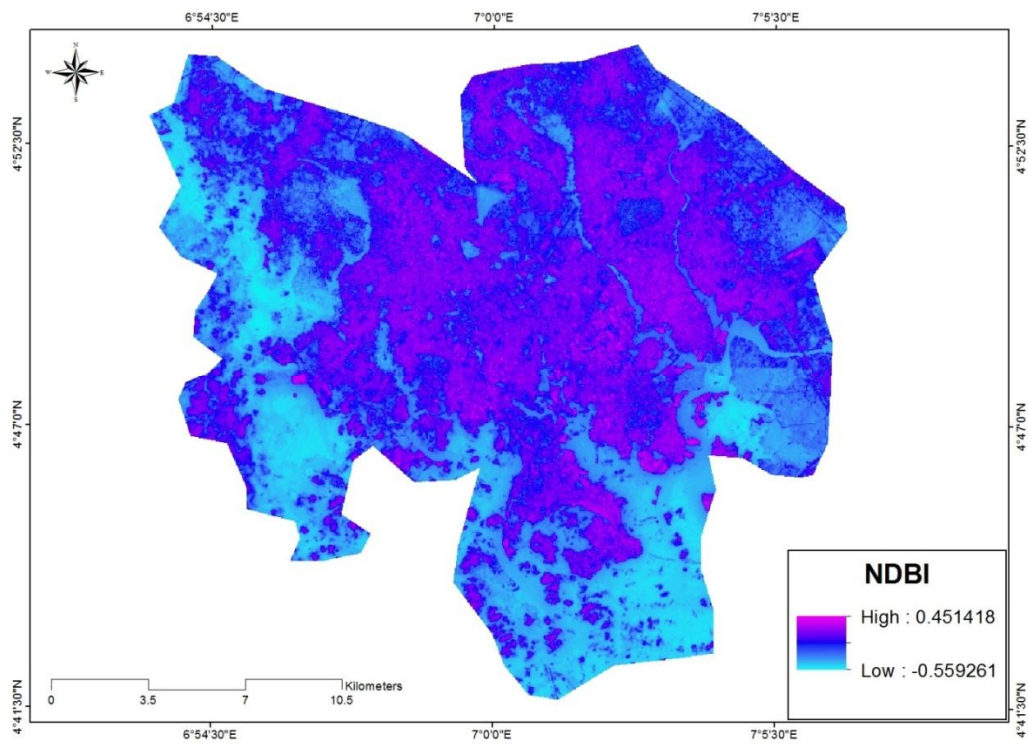 6°54'30"E 7°0'0"E 7°5'30"E
N
W E
S
4°52'30"N 4°52'30"N
4°47'0"N 4°47'0"N
NDBI
High : 0.451418
Low : -0.559261
Kilometers
0 3.5 7 10.5
4°41'30"N 4°41'30"N
6°54'30"E 7°0'0"E 7°5'30"E